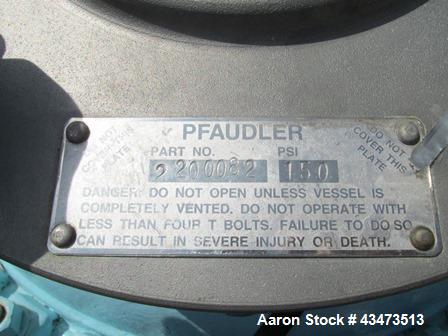 PFAUDLER
PART NO. PSI
2200082 150
DO NOT COVER THIS PLATE
DO NOT COVER THIS PLATE
DANGER: DO NOT OPEN UNLESS VESSEL IS
COMPLETELY VENTED. DO NOT OPERATE WITH
LESS THAN FOUR T BOLTS. FAILURE TO DO SO
CAN RESULT IN SEVERE INJURY OR DEATH.
Aaron Stock # 43473513